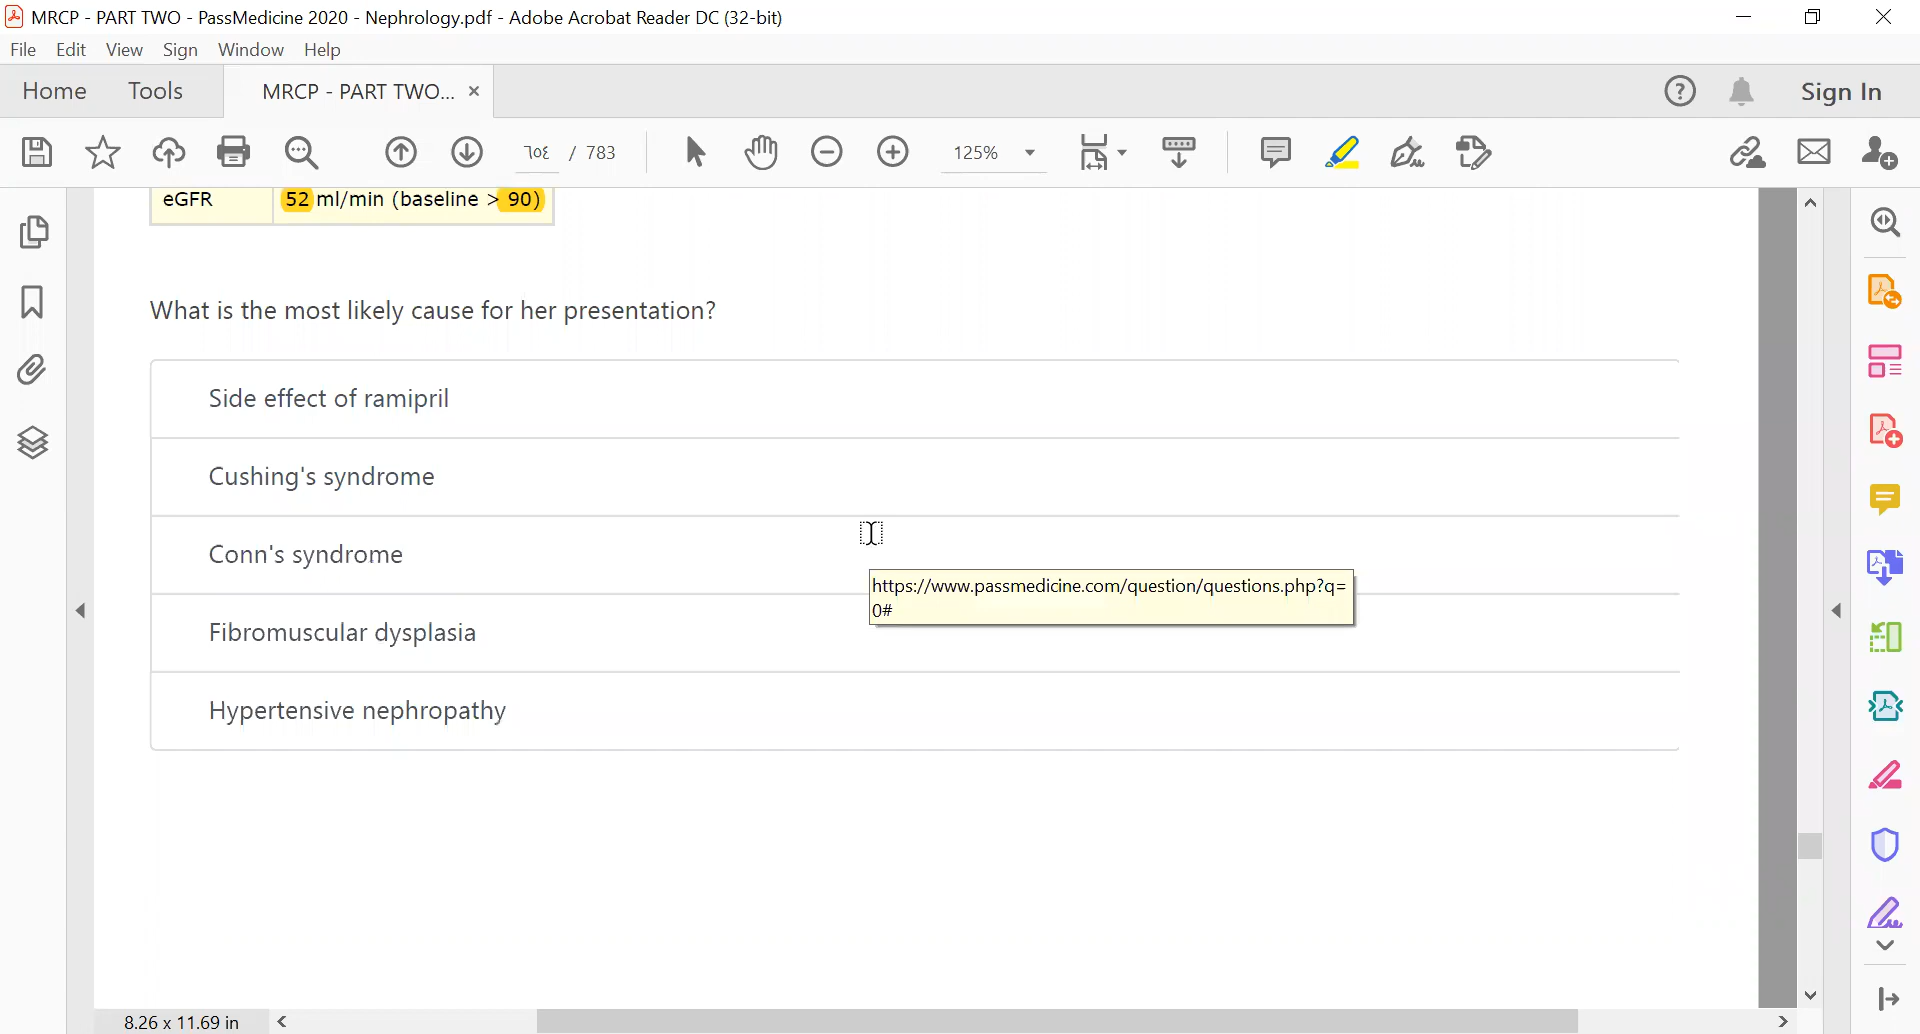 MRCP - PART TWO - PassMedicine 2020 - Nephrology.pdf - Adobe Acrobat Reader DC (32-bit)
File Edit View Sign Window Help
Home Tools MRCP - PART TWO... × Sign In
٦٥٤ / 783 125%
eGFR 52 ml/min (baseline > 90)
What is the most likely cause for her presentation?
Side effect of ramipril
Cushing's syndrome
Conn's syndrome
https://www.passmedicine.com/question/questions.php?q=
0#
Fibromuscular dysplasia
Hypertensive nephropathy
8.26 x 11.69 in